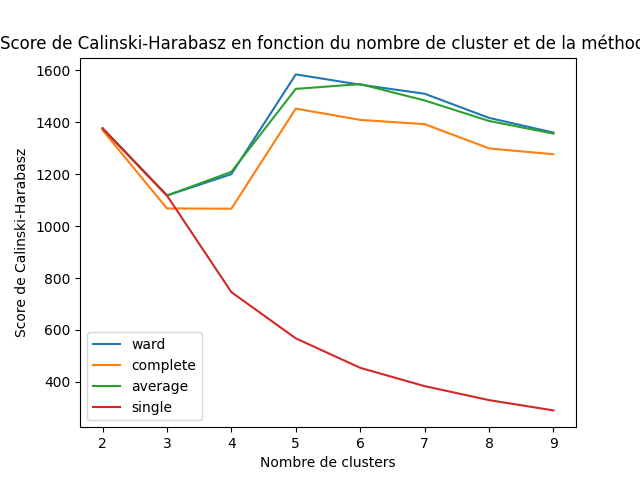 Score de Calinski-Harabasz en fonction du nombre de cluster et de la méthod
1600
1400
1200
1000
800
600
400
Score de Calinski-Harabasz
ward
complete
average
single
2 3 4 5 6 7 8 9
Nombre de clusters